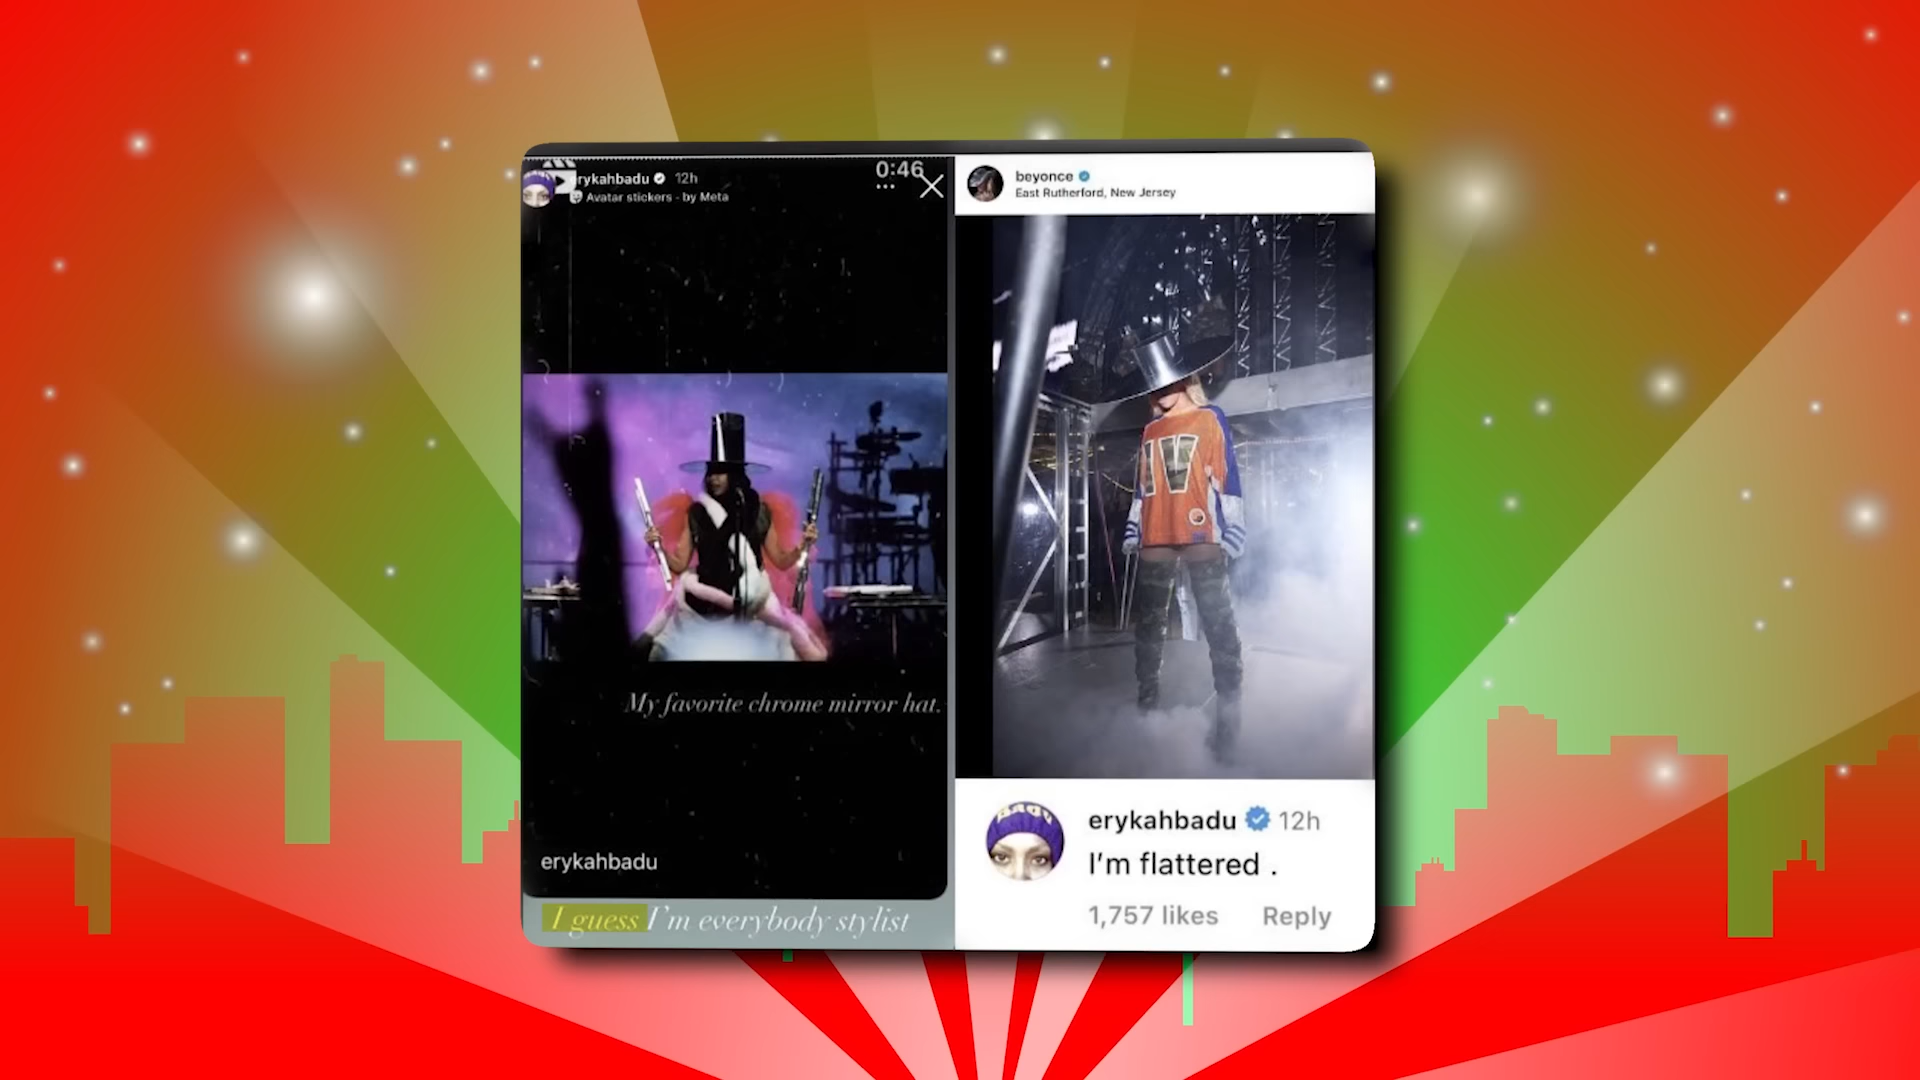 erykahbadu 12h
0:46
Avatar stickers - by Meta
My favorite chrome mirror hat.
erykahbadu
I guess I'm everybody stylist
beyonce
East Rutherford, New Jersey
IV
erykahbadu 12h
I'm flattered .
1,757 likes Reply